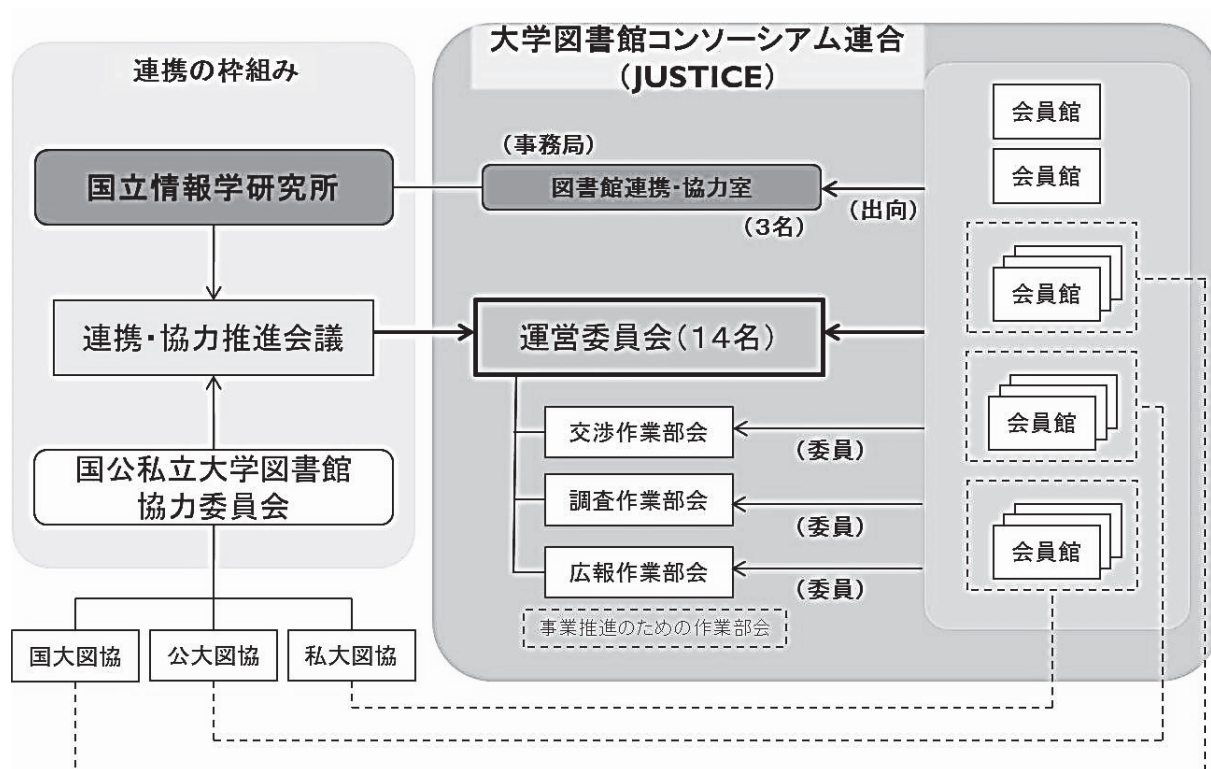 連携の枠組み
国立情報学研究所
連携・協力推進会議
国公私立大学図書館
協力委員会
国大図協
公大図協
私大図協
大学図書館コンソーシアム連合
(JUSTICE)
(事務局)
図書館連携・協力室
(3名)
(出向)
運営委員会(14名)
交渉作業部会
(委員)
調査作業部会
(委員)
広報作業部会
(委員)
事業推進のための作業部会
会員館
会員館
会員館
会員館
会員館